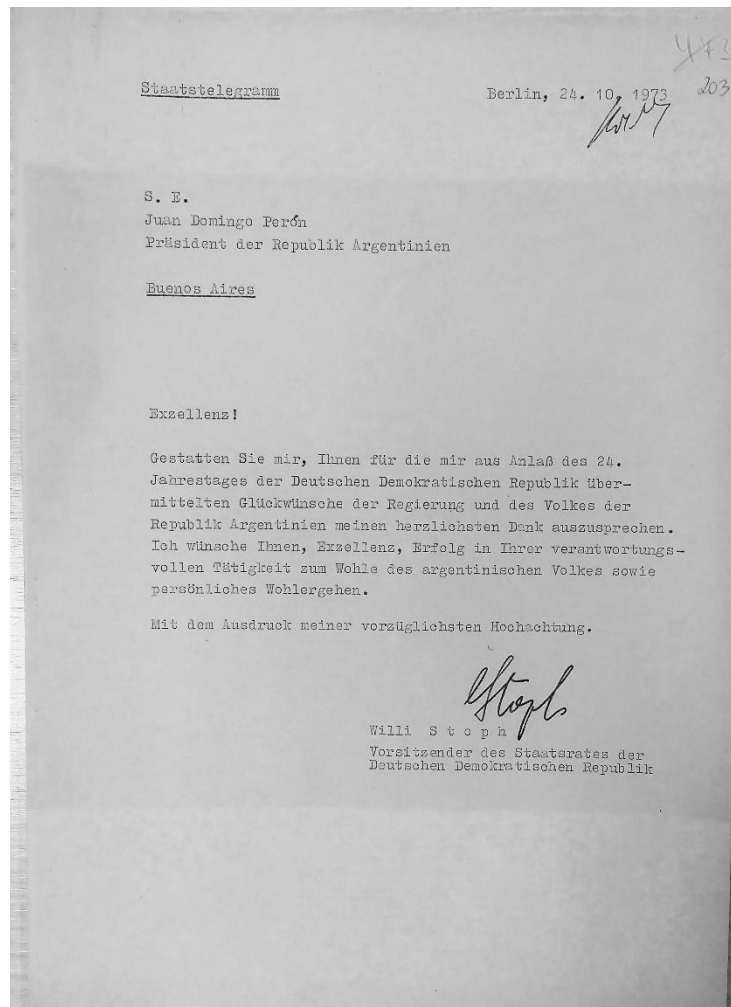 Staatstelegramm
Berlin, 24. 10. 1973
203
S. E.
Juan Domingo Perón
Präsident der Republik Argentinien
Buenos Aires
Exzellenz!
Gestatten Sie mir, Ihnen für die mir aus Anlaß des 24.
Jahrestages der Deutschen Demokratischen Republik über-
mittelten Glückwünsche der Regierung und des Volkes der
Republik Argentinien meinen herzlichsten Dank auszusprechen.
Ich wünsche Ihnen, Exzellenz, Erfolg in Ihrer verantwortungs-
vollen Tätigkeit zum Wohle des argentinischen Volkes sowie
persönliches Wohlergehen.
Mit dem Ausdruck meiner vorzüglichsten Hochachtung.
Stoph
Willi S t o p h
Vorsitzender des Staatsrates der
Deutschen Demokratischen Republik